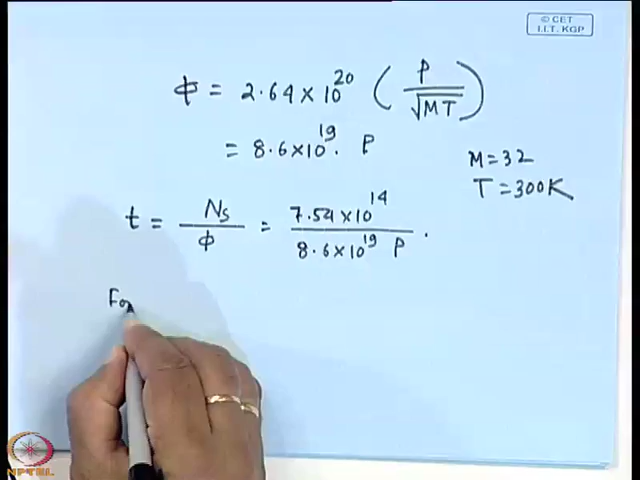 © CET
I.I.T. KGP
Φ = 2.64 × 10^20 ( P / √MT )
= 8.6 × 10^19 . P
M = 32
T = 300K
t = Ns / Φ = 7.54 × 10^14 / 8.6 × 10^19 P .
Fo
NPTEL